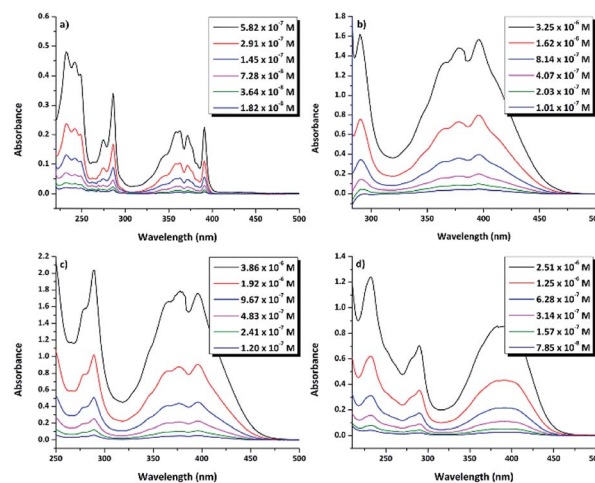 a)
5.82 x 10⁻⁷ M
2.91 x 10⁻⁷ M
1.45 x 10⁻⁷ M
7.28 x 10⁻⁸ M
3.64 x 10⁻⁸ M
1.82 x 10⁻⁸ M
Absorbance
0.6
0.5
0.4
0.3
0.2
0.1
0.0
250 300 350 400 450 500
Wavelength (nm)
b)
3.25 x 10⁻⁶ M
1.62 x 10⁻⁶ M
8.14 x 10⁻⁷ M
4.07 x 10⁻⁷ M
2.03 x 10⁻⁷ M
1.01 x 10⁻⁷ M
Absorbance
1.8
1.6
1.4
1.2
1.0
0.8
0.6
0.4
0.2
0.0
300 350 400 450 500
Wavelength (nm)
c)
3.86 x 10⁻⁶ M
1.92 x 10⁻⁶ M
9.67 x 10⁻⁷ M
4.83 x 10⁻⁷ M
2.41 x 10⁻⁷ M
1.20 x 10⁻⁷ M
Absorbance
2.2
2.0
1.8
1.6
1.4
1.2
1.0
0.8
0.6
0.4
0.2
0.0
250 300 350 400 450 500
Wavelength (nm)
d)
2.51 x 10⁻⁶ M
1.25 x 10⁻⁶ M
6.28 x 10⁻⁷ M
3.14 x 10⁻⁷ M
1.57 x 10⁻⁷ M
7.85 x 10⁻⁸ M
Absorbance
1.4
1.2
1.0
0.8
0.6
0.4
0.2
0.0
250 300 350 400 450 500
Wavelength (nm)